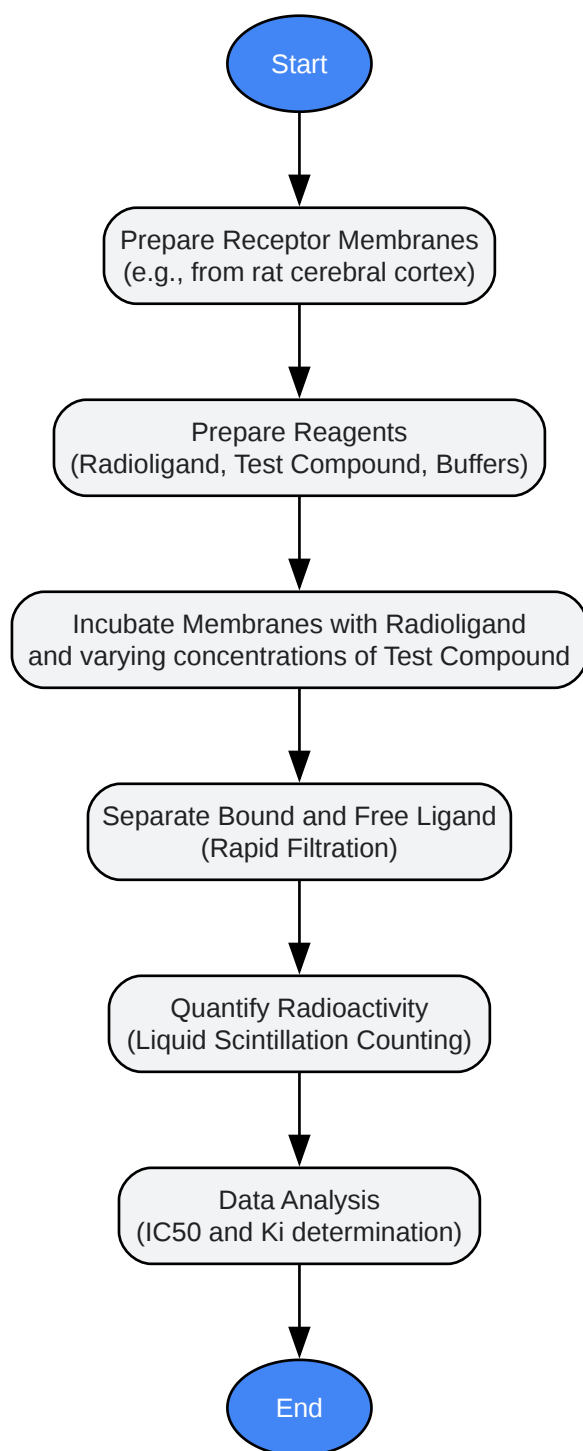 Start
Prepare Receptor Membranes
(e.g., from rat cerebral cortex)
Prepare Reagents
(Radioligand, Test Compound, Buffers)
Incubate Membranes with Radioligand
and varying concentrations of Test Compound
Separate Bound and Free Ligand
(Rapid Filtration)
Quantify Radioactivity
(Liquid Scintillation Counting)
Data Analysis
(IC50 and Ki determination)
End